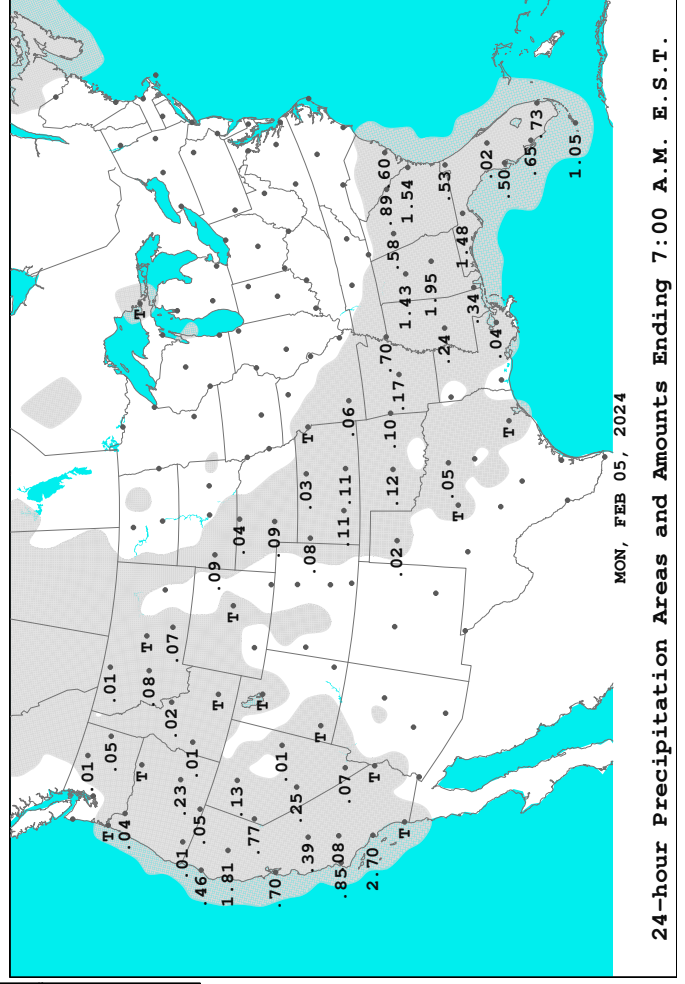 .01
T .05 .01
.04
T T
T .08
.02 .07
.01 .23
.05 .01
.46 T .09
1.81 .13 T .04
.77
T
.70 .01 .09
.25
.39 .08 .03 T
T
.85 .08 .07 .11 .11 .06
2.70 T
.70 .89 .60
.02 .12 .10 .58
.17
T 1.43 1.54
1.95
T .05 .24 .53
1.48
.34
.04 .02
T .50
.65 .73
1.05
MON, FEB 05, 2024
24-hour Precipitation Areas and Amounts Ending 7:00 A.M. E.S.T.